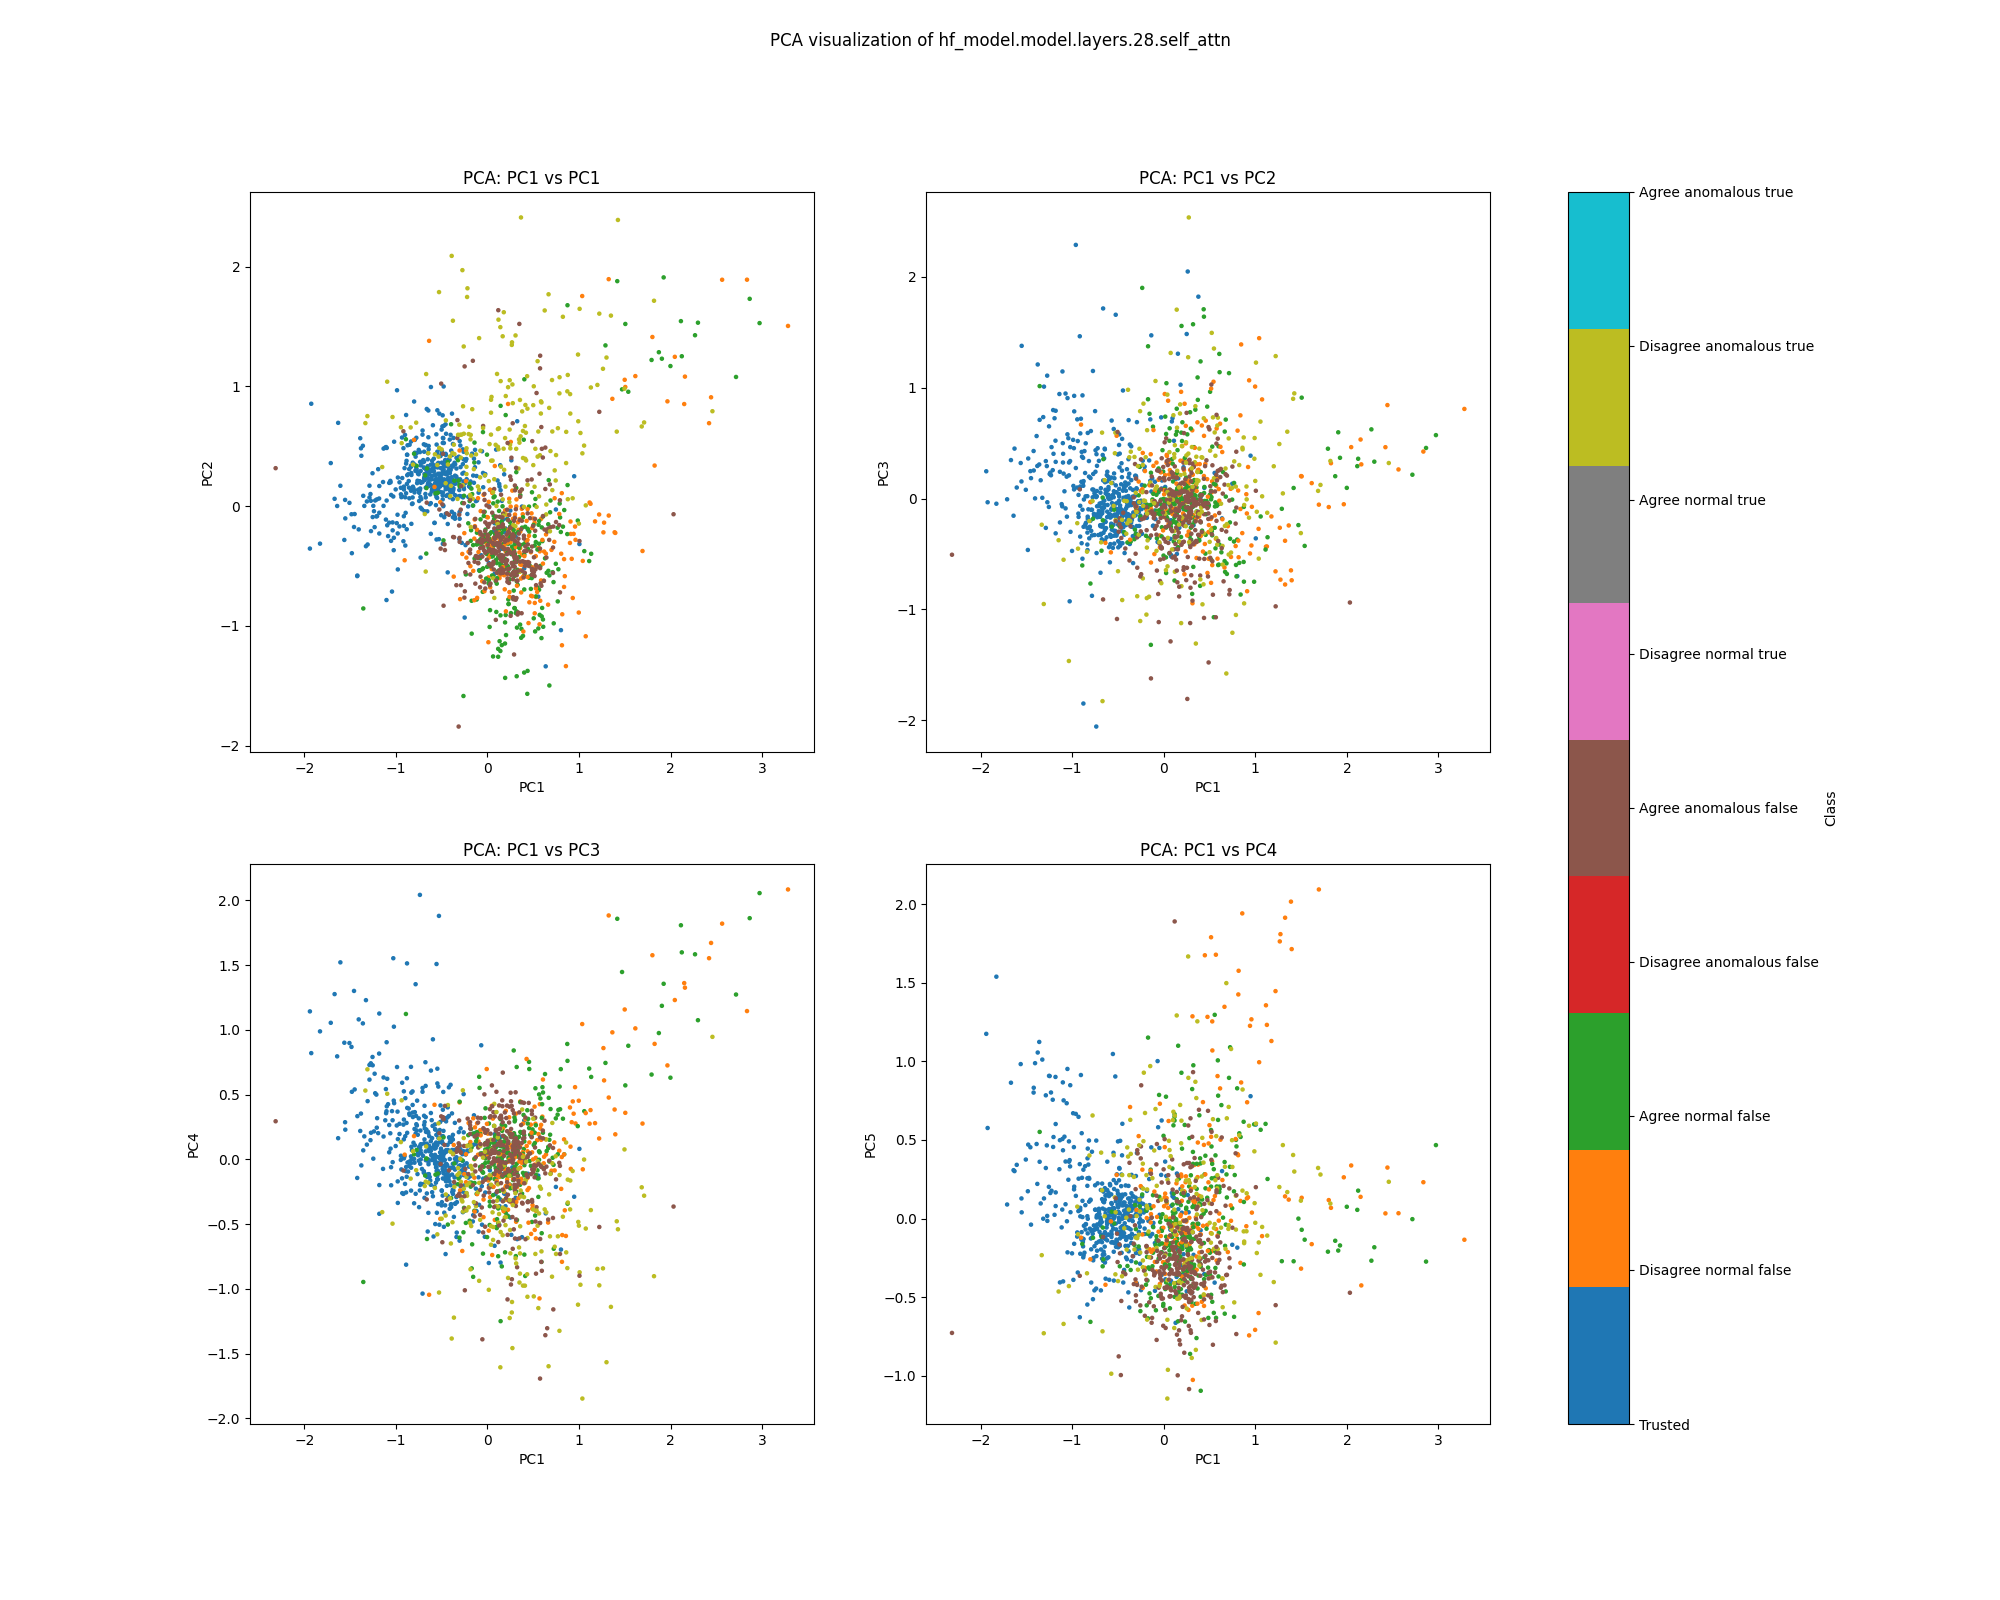 PCA visualization of hf_model.model.layers.28.self_attn
PCA: PC1 vs PC1
2
1
0
−1
−2
PC2
−2
−1
0
1
2
3
PC1
PCA: PC1 vs PC2
2
1
0
−1
−2
PC3
−2
−1
0
1
2
3
PC1
PCA: PC1 vs PC3
2.0
1.5
1.0
0.5
0.0
−0.5
−1.0
−1.5
−2.0
PC4
−2
−1
0
1
2
3
PC1
PCA: PC1 vs PC4
2.0
1.5
1.0
0.5
0.0
−0.5
−1.0
PC5
−2
−1
0
1
2
3
PC1
Agree anomalous true
Disagree anomalous true
Agree normal true
Disagree normal true
Agree anomalous false
Disagree anomalous false
Agree normal false
Disagree normal false
Trusted
Class